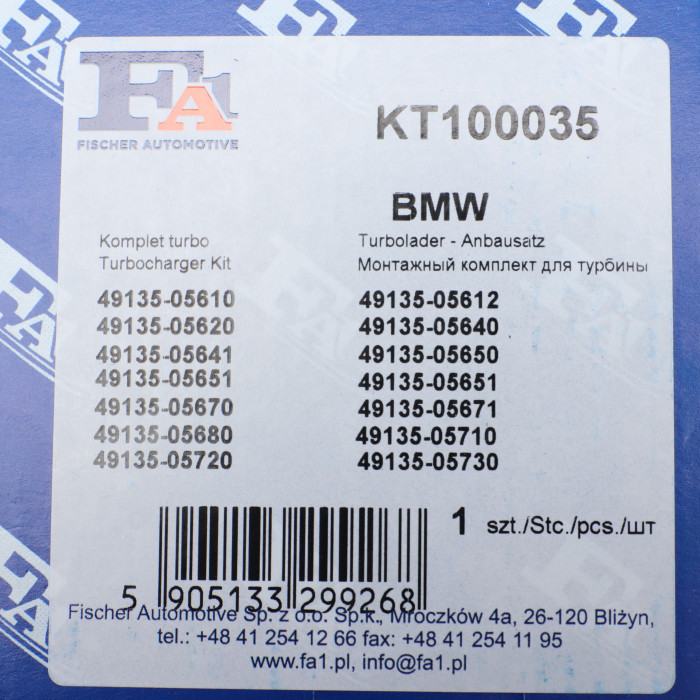 FA1
FISCHER AUTOMOTIVE
KT100035
BMW
Komplet turbo
Turbocharger Kit
Turbolader - Anbausatz
Монтажный комплект для турбины
49135-05610 49135-05612
49135-05620 49135-05640
49135-05641 49135-05650
49135-05651 49135-05651
49135-05670 49135-05671
49135-05680 49135-05710
49135-05720 49135-05730
1 szt./Stc./pcs./шт
5 905133 299268
Fischer Automotive Sp. z o.o. Sp.k., Mroczków 4a, 26-120 Bliżyn,
tel.: +48 41 254 12 66 fax: +48 41 254 11 95
www.fa1.pl, info@fa1.pl